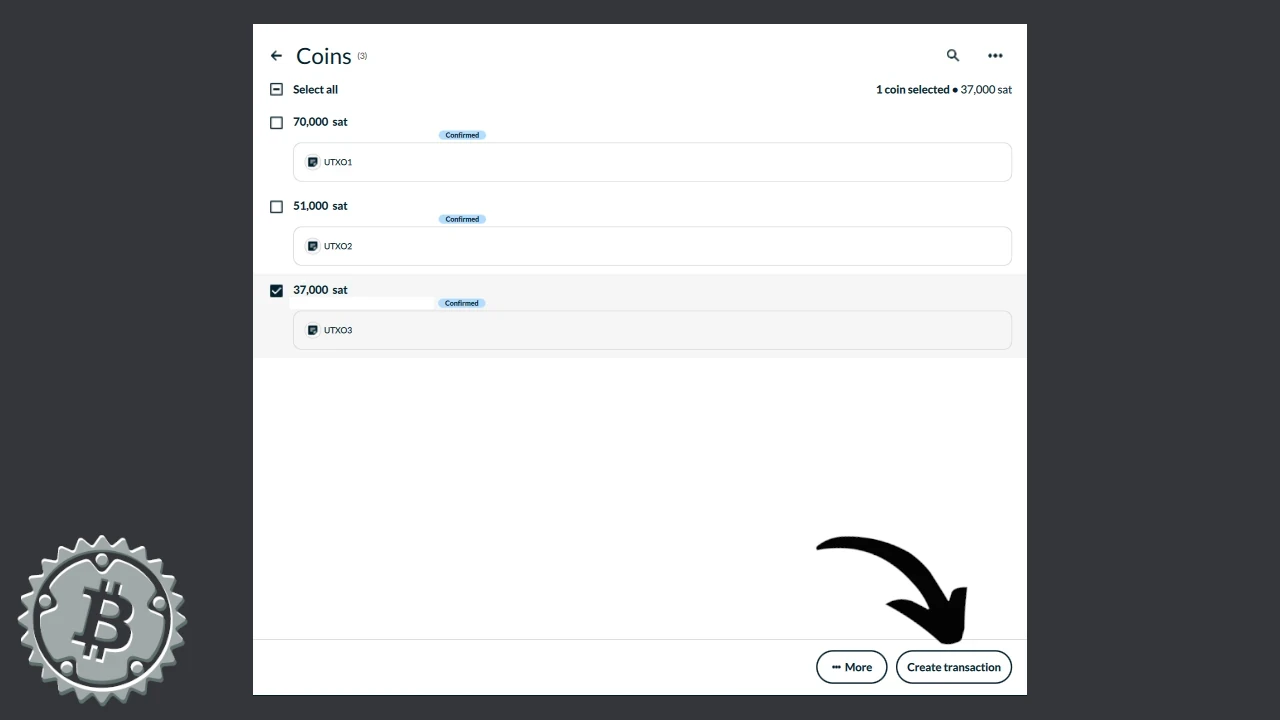 Coins (3)
Select all
1 coin selected • 37,000 sat
70,000 sat
Confirmed
UTXO1
51,000 sat
Confirmed
UTXO2
37,000 sat
Confirmed
UTXO3
••• More
Create transaction